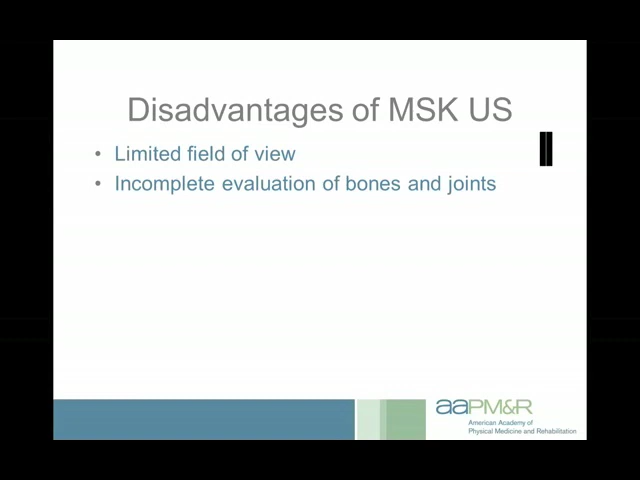 Disadvantages of MSK US
• Limited field of view
• Incomplete evaluation of bones and joints
aaPM&R
American Academy of
Physical Medicine and Rehabilitation